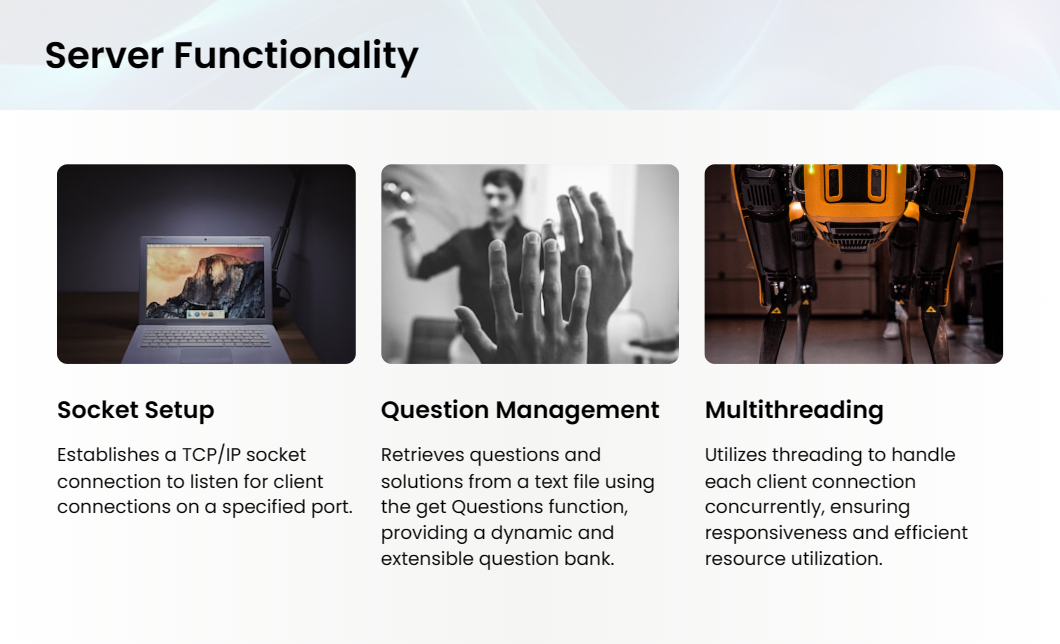 Server Functionality
Socket Setup
Establishes a TCP/IP socket
connection to listen for client
connections on a specified port.
Question Management
Retrieves questions and
solutions from a text file using
the get Questions function,
providing a dynamic and
extensible question bank.
Multithreading
Utilizes threading to handle
each client connection
concurrently, ensuring
responsiveness and efficient
resource utilization.